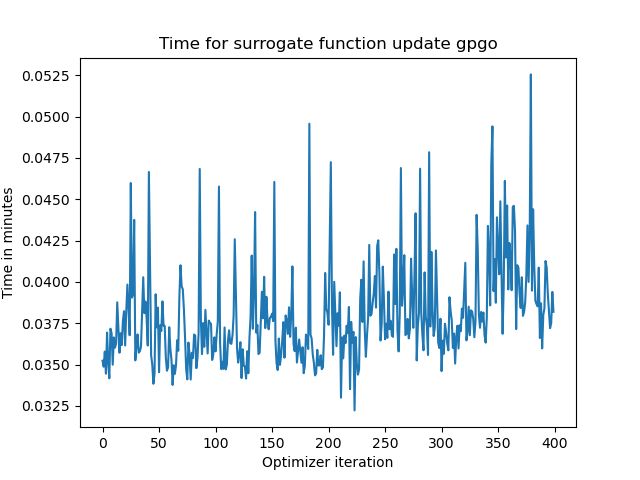 Time for surrogate function update gpgo
0.0525
0.0500
0.0475
0.0450
0.0425
0.0400
0.0375
0.0350
0.0325
Time in minutes
0 50 100 150 200 250 300 350 400
Optimizer iteration